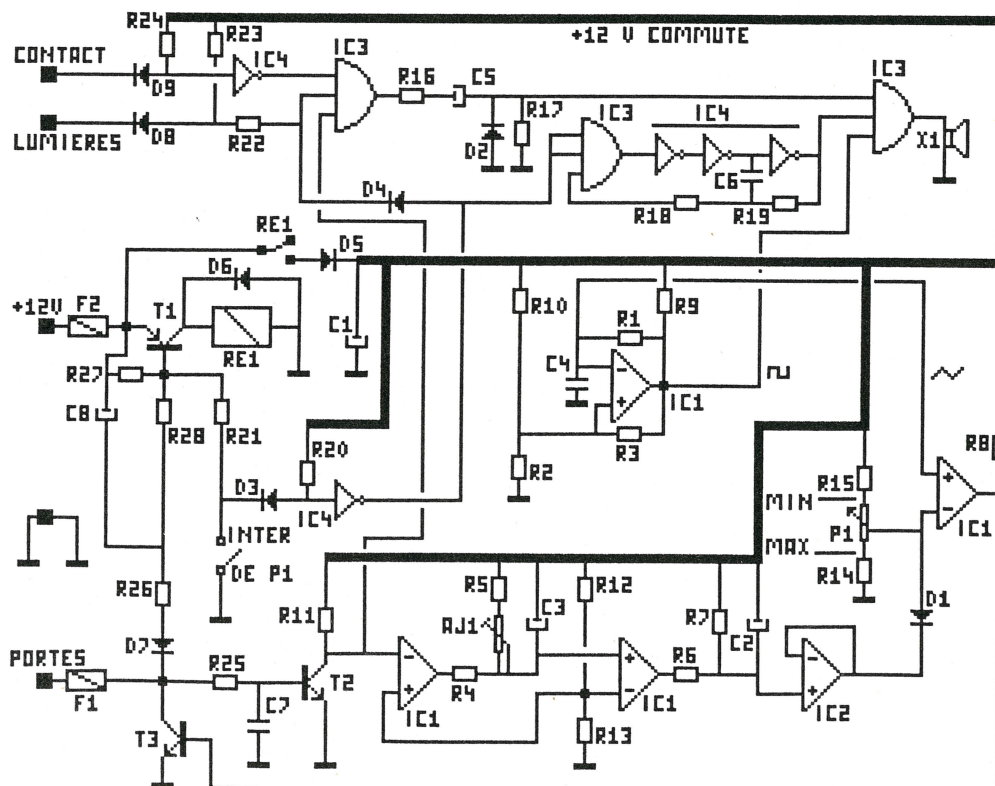 R24
R23
+12 V COMMUTE
CONTACT
IC4
IC3
IC3
D9
R16
C5
R17
IC3
IC4
X1
LUMIERES
D8
R22
D2
D4
C6
R18
R19
RE1
D5
D6
+12V
F2
T1
RE1
C1
R10
R9
R1
C4
IC1
R27
C8
R28
R21
R20
R3
R2
R8
R15
D3
IC4
MIN
P1
IC1
INTER
DE P1
MAX
R14
R26
R11
R5
C3
R12
R7
C2
D1
AJ1
D7
PORTES
R25
T2
R4
R6
F1
C7
IC1
IC1
IC2
T3
R13